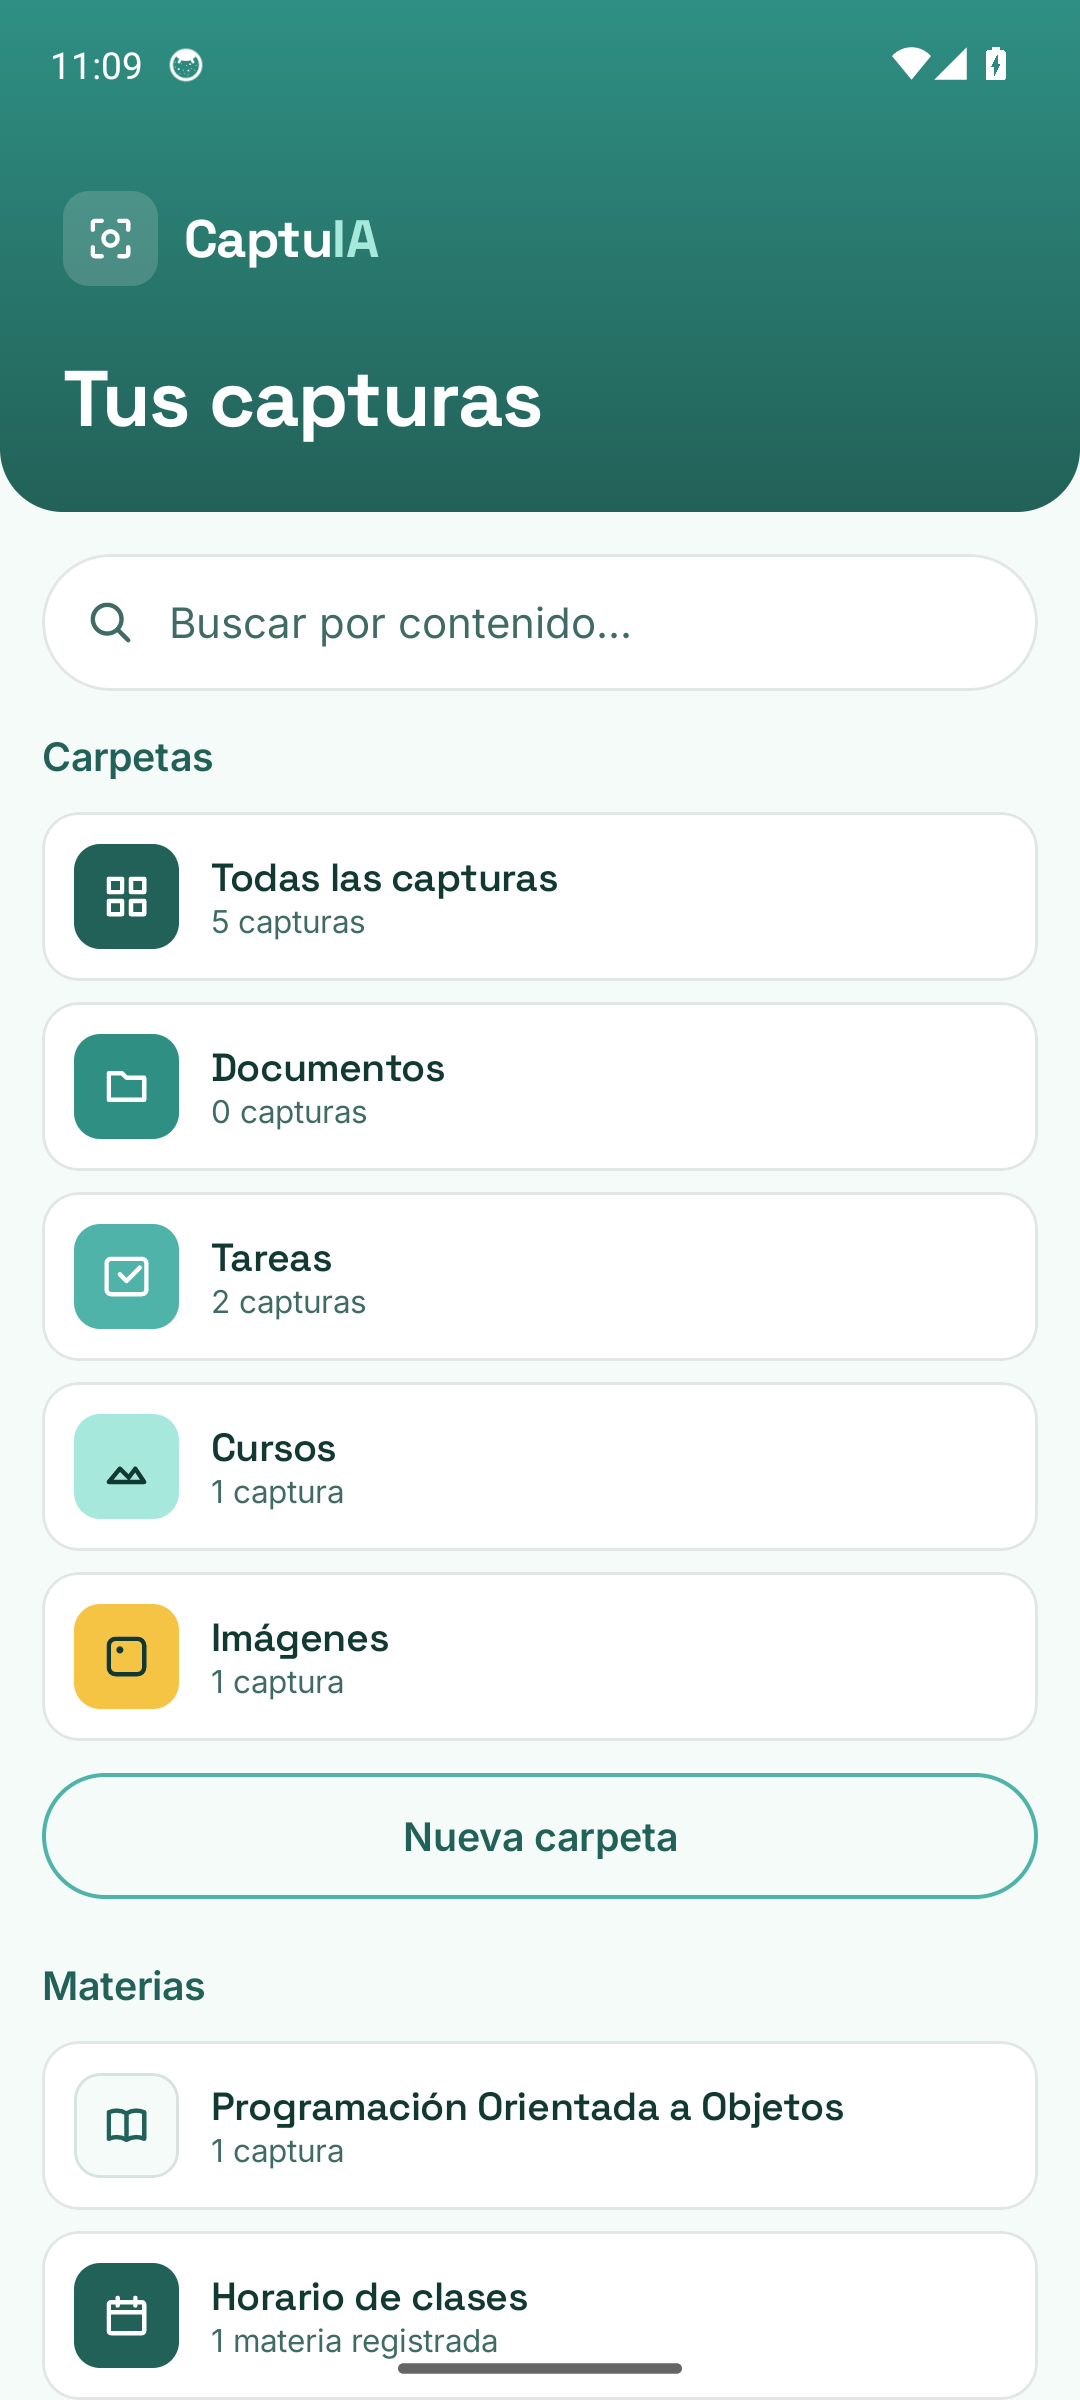 11:09
CaptuIA
Tus capturas
Buscar por contenido...
Carpetas
Todas las capturas
5 capturas
Documentos
0 capturas
Tareas
2 capturas
Cursos
1 captura
Imágenes
1 captura
Nueva carpeta
Materias
Programación Orientada a Objetos
1 captura
Horario de clases
1 materia registrada